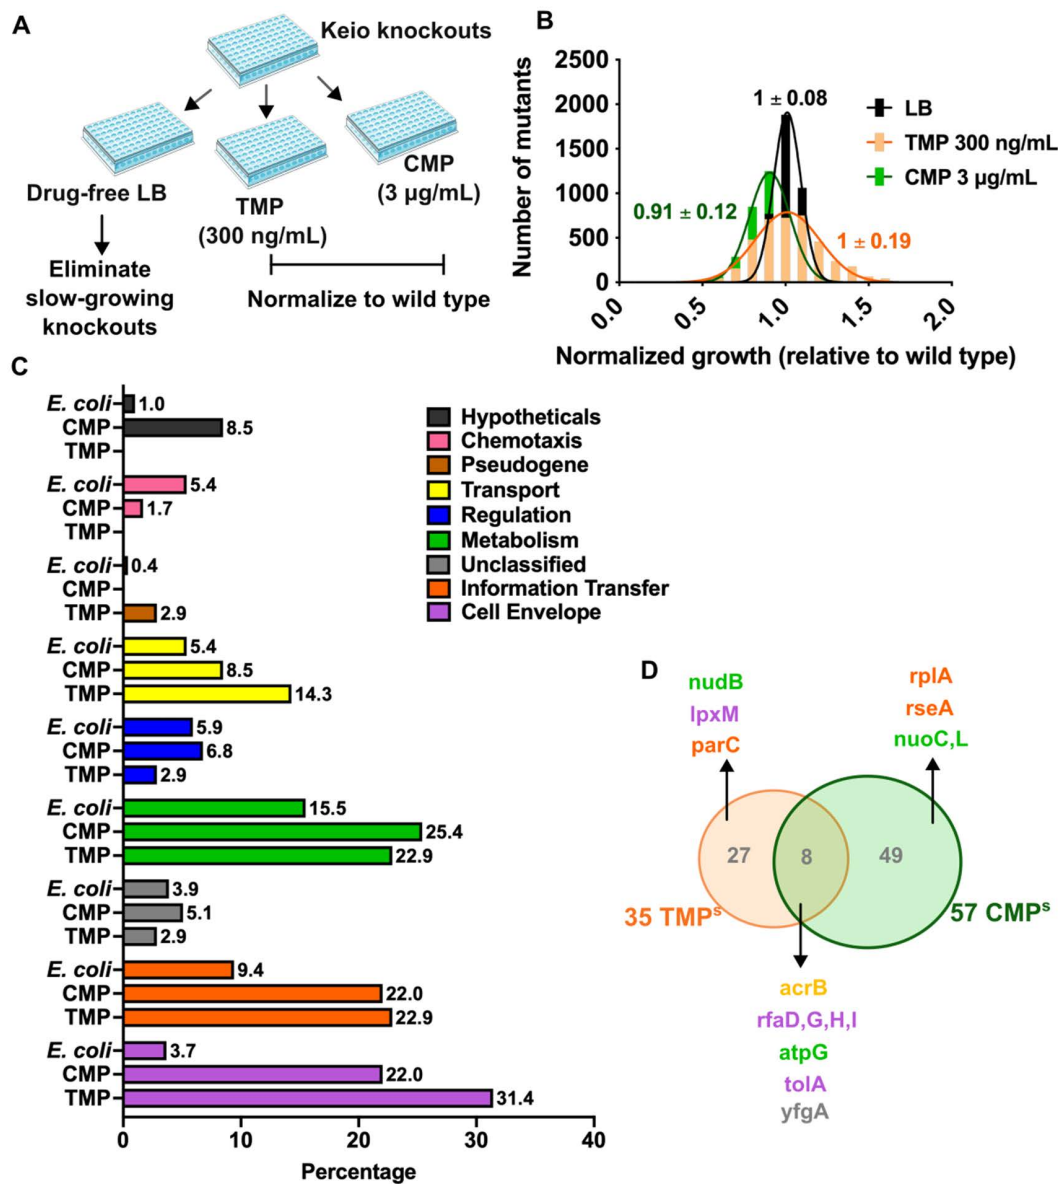 A
Keio knockouts
Drug-free LB
TMP
(300 ng/mL)
CMP
(3 µg/mL)
Eliminate
slow-growing
knockouts
Normalize to wild type
B
Number of mutants
2500
2000
1500
1000
500
0
0.0
0.5
1.0
1.5
2.0
1 ± 0.08
0.91 ± 0.12
1 ± 0.19
LB
TMP 300 ng/mL
CMP 3 µg/mL
Normalized growth (relative to wild type)
C
E. coli 1.0
CMP 8.5
TMP
E. coli 5.4
CMP 1.7
TMP
E. coli 0.4
CMP
TMP 2.9
E. coli 5.4
CMP 8.5
TMP 14.3
E. coli 5.9
CMP 6.8
TMP 2.9
E. coli 15.5
CMP 25.4
TMP 22.9
E. coli 3.9
CMP 5.1
TMP 2.9
E. coli 9.4
CMP 22.0
TMP 22.9
E. coli 3.7
CMP 22.0
TMP 31.4
0 10 20 30 40
Percentage
Hypotheticals
Chemotaxis
Pseudogene
Transport
Regulation
Metabolism
Unclassified
Information Transfer
Cell Envelope
D
nudB
lpxM
parC
rplA
rseA
nuoC,L
27
8
49
35 TMPˢ
57 CMPˢ
acrB
rfaD,G,H,I
atpG
tolA
yfgA